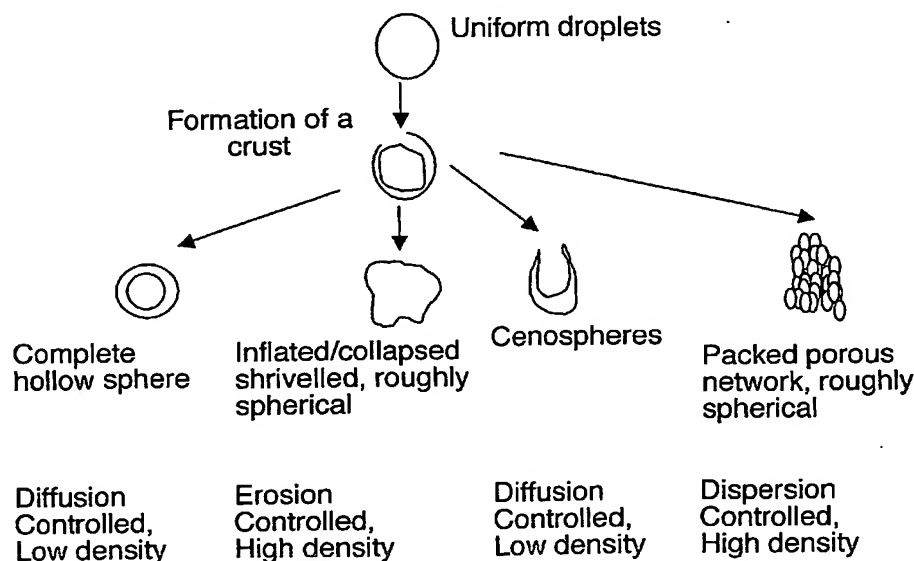 Uniform droplets
Formation of a
crust
Complete
hollow sphere
Inflated/collapsed
shrivelled, roughly
spherical
Cenospheres
Packed porous
network, roughly
spherical
Diffusion
Controlled,
Low density
Erosion
Controlled,
High density
Diffusion
Controlled,
Low density
Dispersion
Controlled,
High density